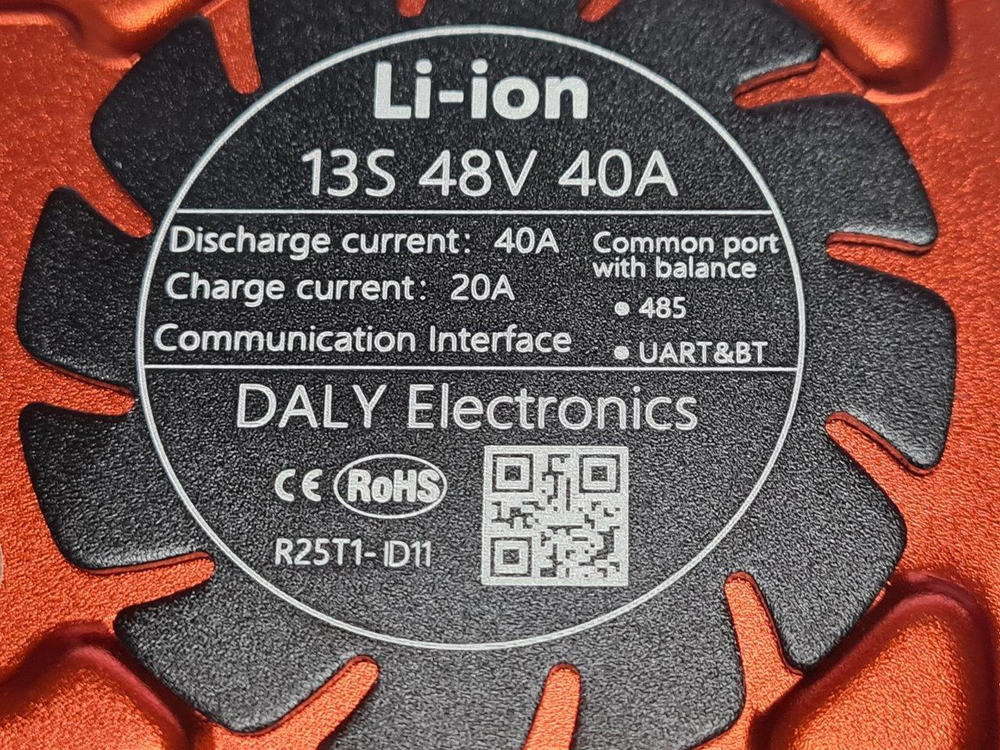 Li-ion
13S 48V 40A
Discharge current: 40A
Charge current: 20A
Communication Interface
Common port
with balance
• 485
• UART&BT
DALY Electronics
CE RoHS
R25T1-ID11